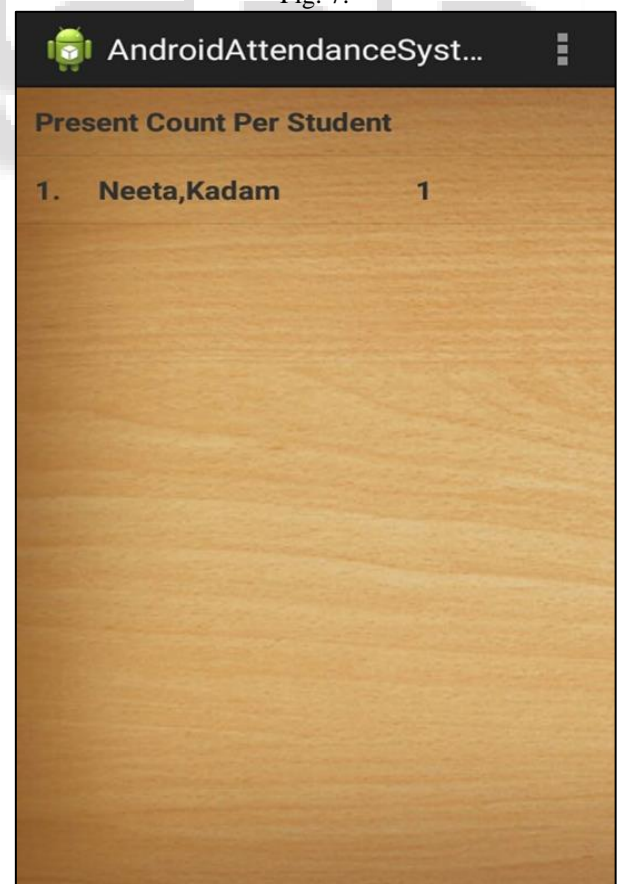 Fig. 7:
AndroidAttendanceSyst...
Present Count Per Student
1. Neeta,Kadam 1